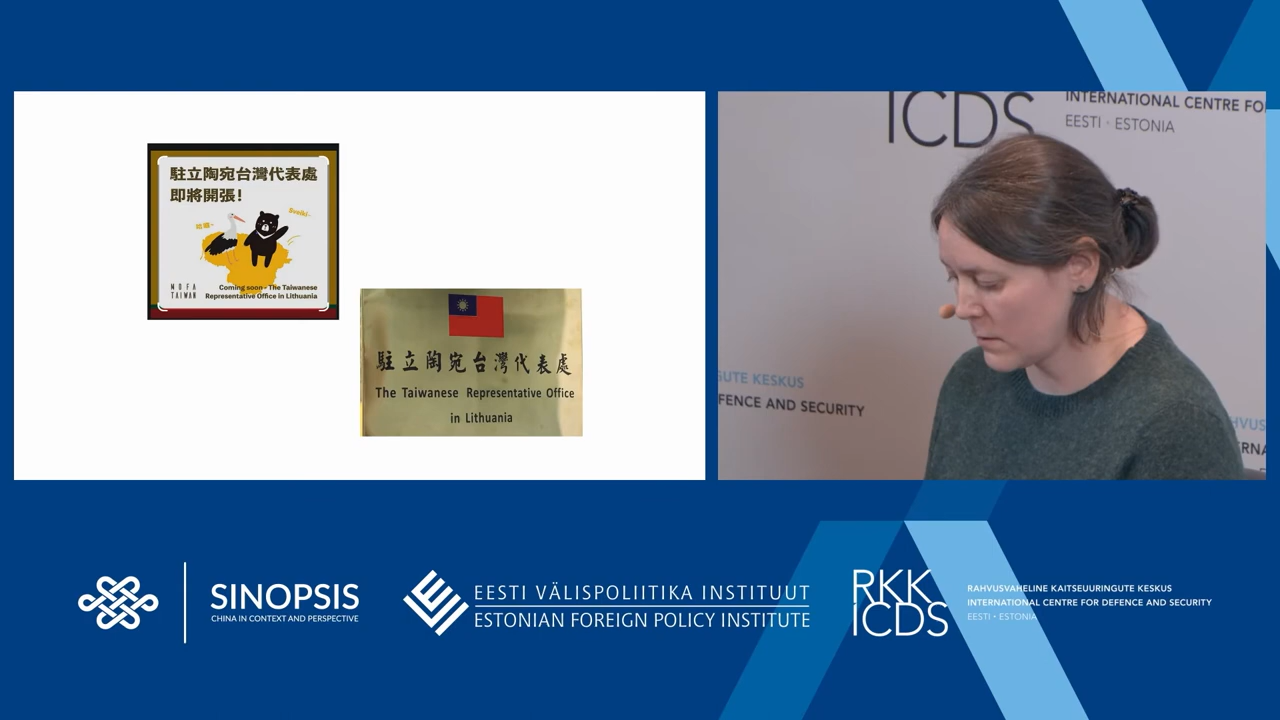 駐立陶宛台灣代表處
即將開張!
Sveiki~
MOFA
TAIWAN
Coming soon - The Taiwanese
Representative Office in Lithuania
駐立陶宛台灣代表處
The Taiwanese Representative Office
in Lithuania
ICDS
INTERNATIONAL CENTRE FO
EESTI · ESTONIA
GUTE KESKUS
FENCE AND SECURITY
SINOPSIS
CHINA IN CONTEXT AND PERSPECTIVE
EESTI VÄLISPOLIITIKA INSTITUUT
ESTONIAN FOREIGN POLICY INSTITUTE
RKK
ICDS
RAHVUSVAHELINE KAITSEUURINGUTE KESKUS
INTERNATIONAL CENTRE FOR DEFENCE AND SECURITY
EESTI · ESTONIA